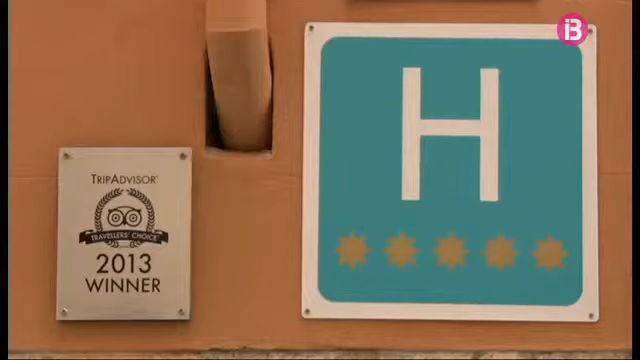 TRIPADVISOR
TRAVELLERS' CHOICE
2013
WINNER
H
iB